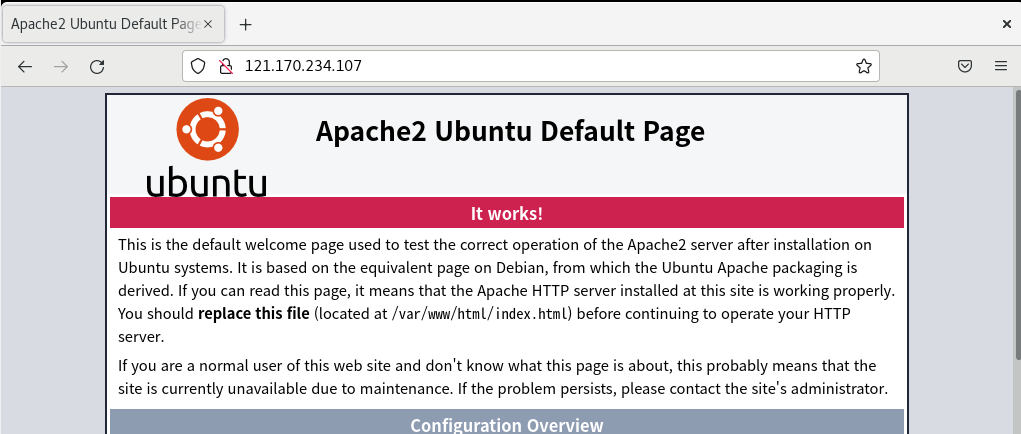 Apache2 Ubuntu Default Page
121.170.234.107
ubuntu
Apache2 Ubuntu Default Page
It works!
This is the default welcome page used to test the correct operation of the Apache2 server after installation on
Ubuntu systems. It is based on the equivalent page on Debian, from which the Ubuntu Apache packaging is
derived. If you can read this page, it means that the Apache HTTP server installed at this site is working properly.
You should replace this file (located at /var/www/html/index.html) before continuing to operate your HTTP
server.
If you are a normal user of this web site and don't know what this page is about, this probably means that the
site is currently unavailable due to maintenance. If the problem persists, please contact the site's administrator.
Configuration Overview